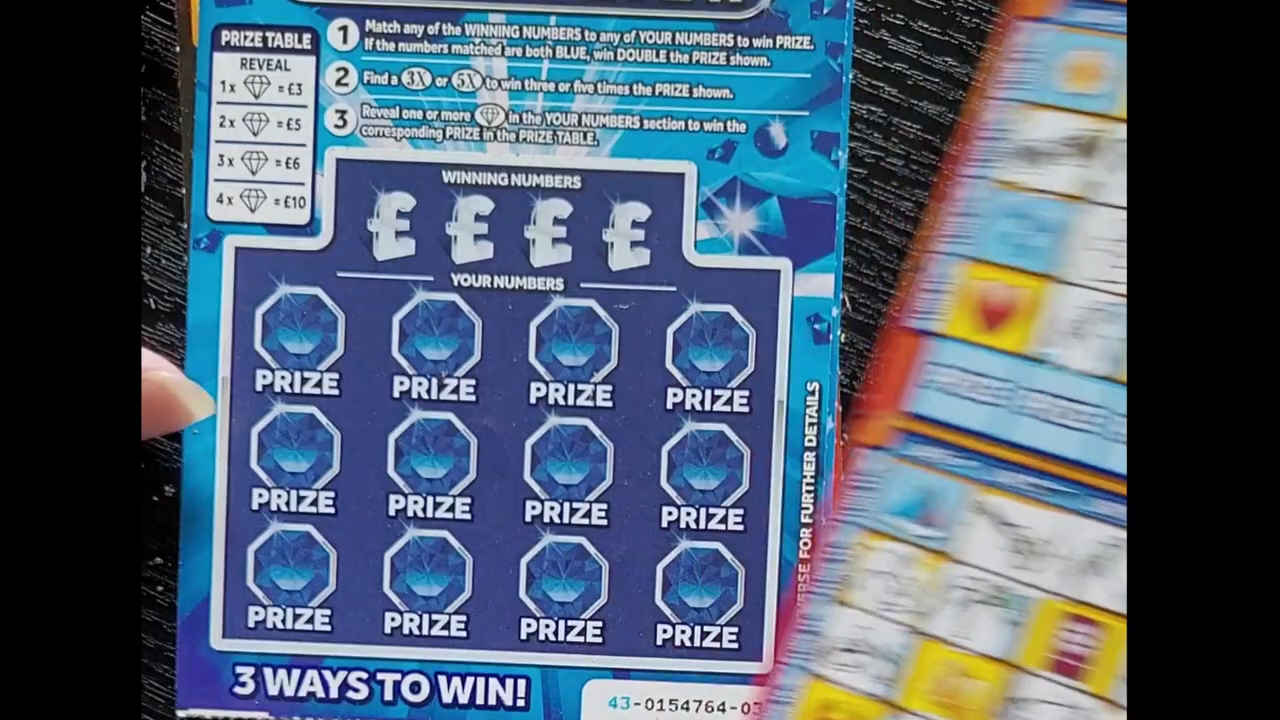 PRIZE TABLE
REVEAL
1x = £3
2x = £5
3x = £6
4x = £10
1 Match any of the WINNING NUMBERS to any of YOUR NUMBERS to win PRIZE.
If the numbers matched are both BLUE, win DOUBLE the PRIZE shown.
2 Find a 3X or 5X to win three or five times the PRIZE shown.
3 Reveal one or more in the YOUR NUMBERS section to win the
corresponding PRIZE in the PRIZE TABLE.
WINNING NUMBERS
£ £ £ £
YOUR NUMBERS
PRIZE PRIZE PRIZE PRIZE
PRIZE PRIZE PRIZE PRIZE
PRIZE PRIZE PRIZE PRIZE
FOR FURTHER DETAILS
3 WAYS TO WIN!
43-0154764-03